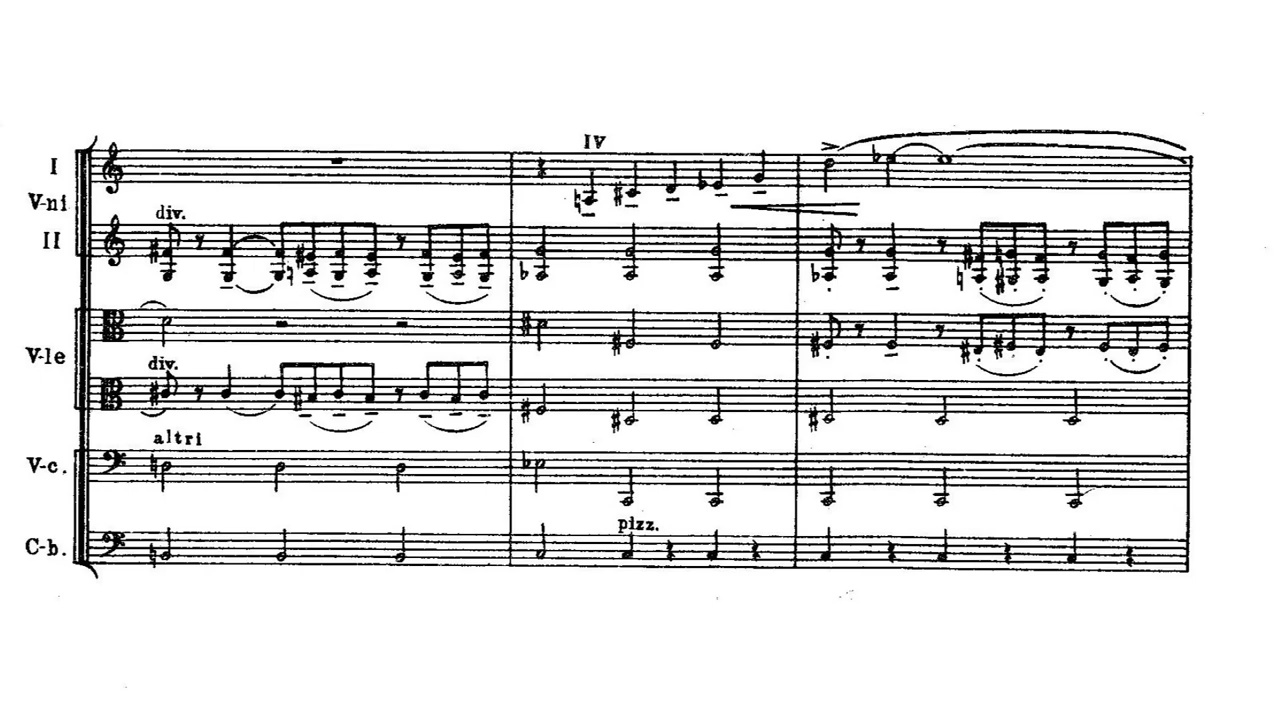 IV
I
V-ni
div.
II
V-le
div.
altri
V-c.
pizz.
C-b.